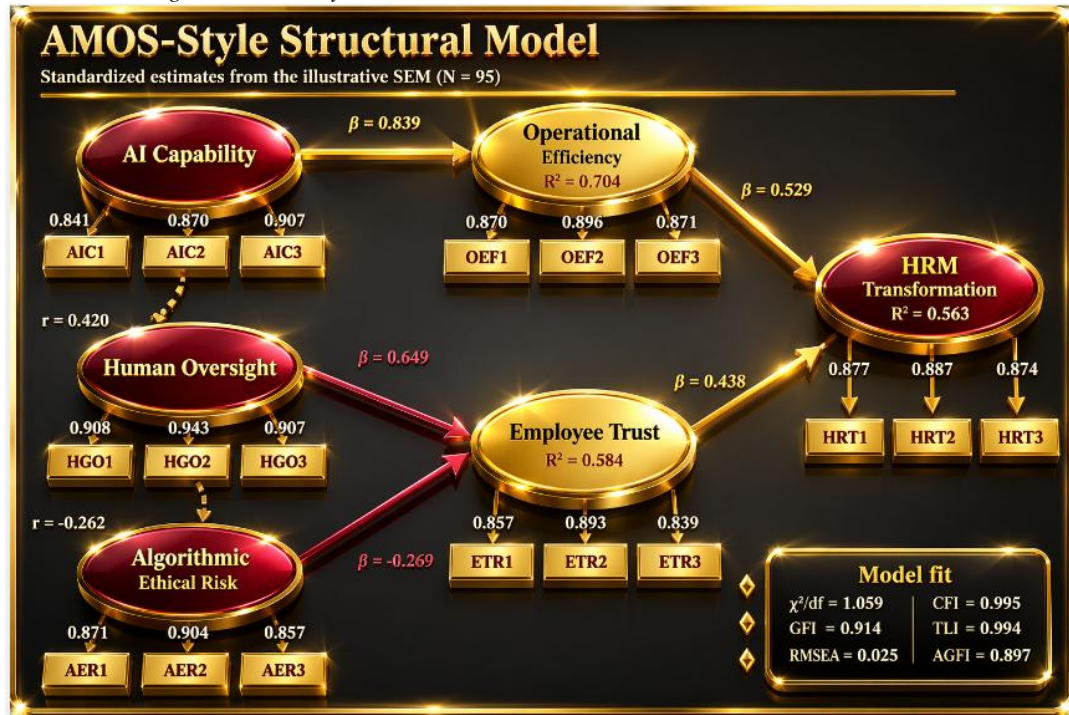 AMOS-Style Structural Model
Standardized estimates from the illustrative SEM (N = 95)
AI Capability
β = 0.839
Operational
Efficiency
R² = 0.704
0.841 0.870 0.907
AIC1 AIC2 AIC3
0.870 0.896 0.871
OEF1 OEF2 OEF3
β = 0.529
HRM
Transformation
R² = 0.563
0.877 0.887 0.874
HRT1 HRT2 HRT3
r = 0.420
Human Oversight
β = 0.649
0.908 0.943 0.907
HGO1 HGO2 HGO3
β = 0.438
Employee Trust
R² = 0.584
0.857 0.893 0.839
ETR1 ETR2 ETR3
r = -0.262
Algorithmic
Ethical Risk
β = -0.269
0.871 0.904 0.857
AER1 AER2 AER3
Model fit
χ²/df = 1.059 CFI = 0.995
GFI = 0.914 TLI = 0.994
RMSEA = 0.025 AGFI = 0.897